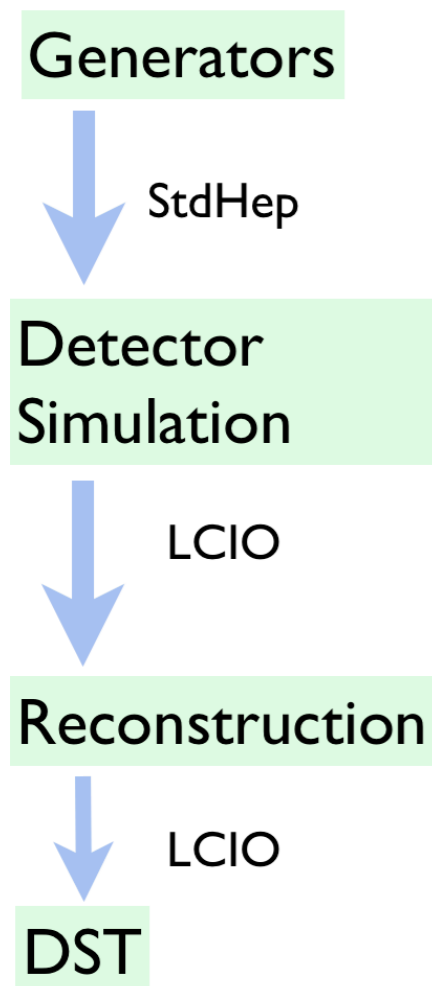 Generators
StdHep
Detector
Simulation
LCIO
Reconstruction
LCIO
DST